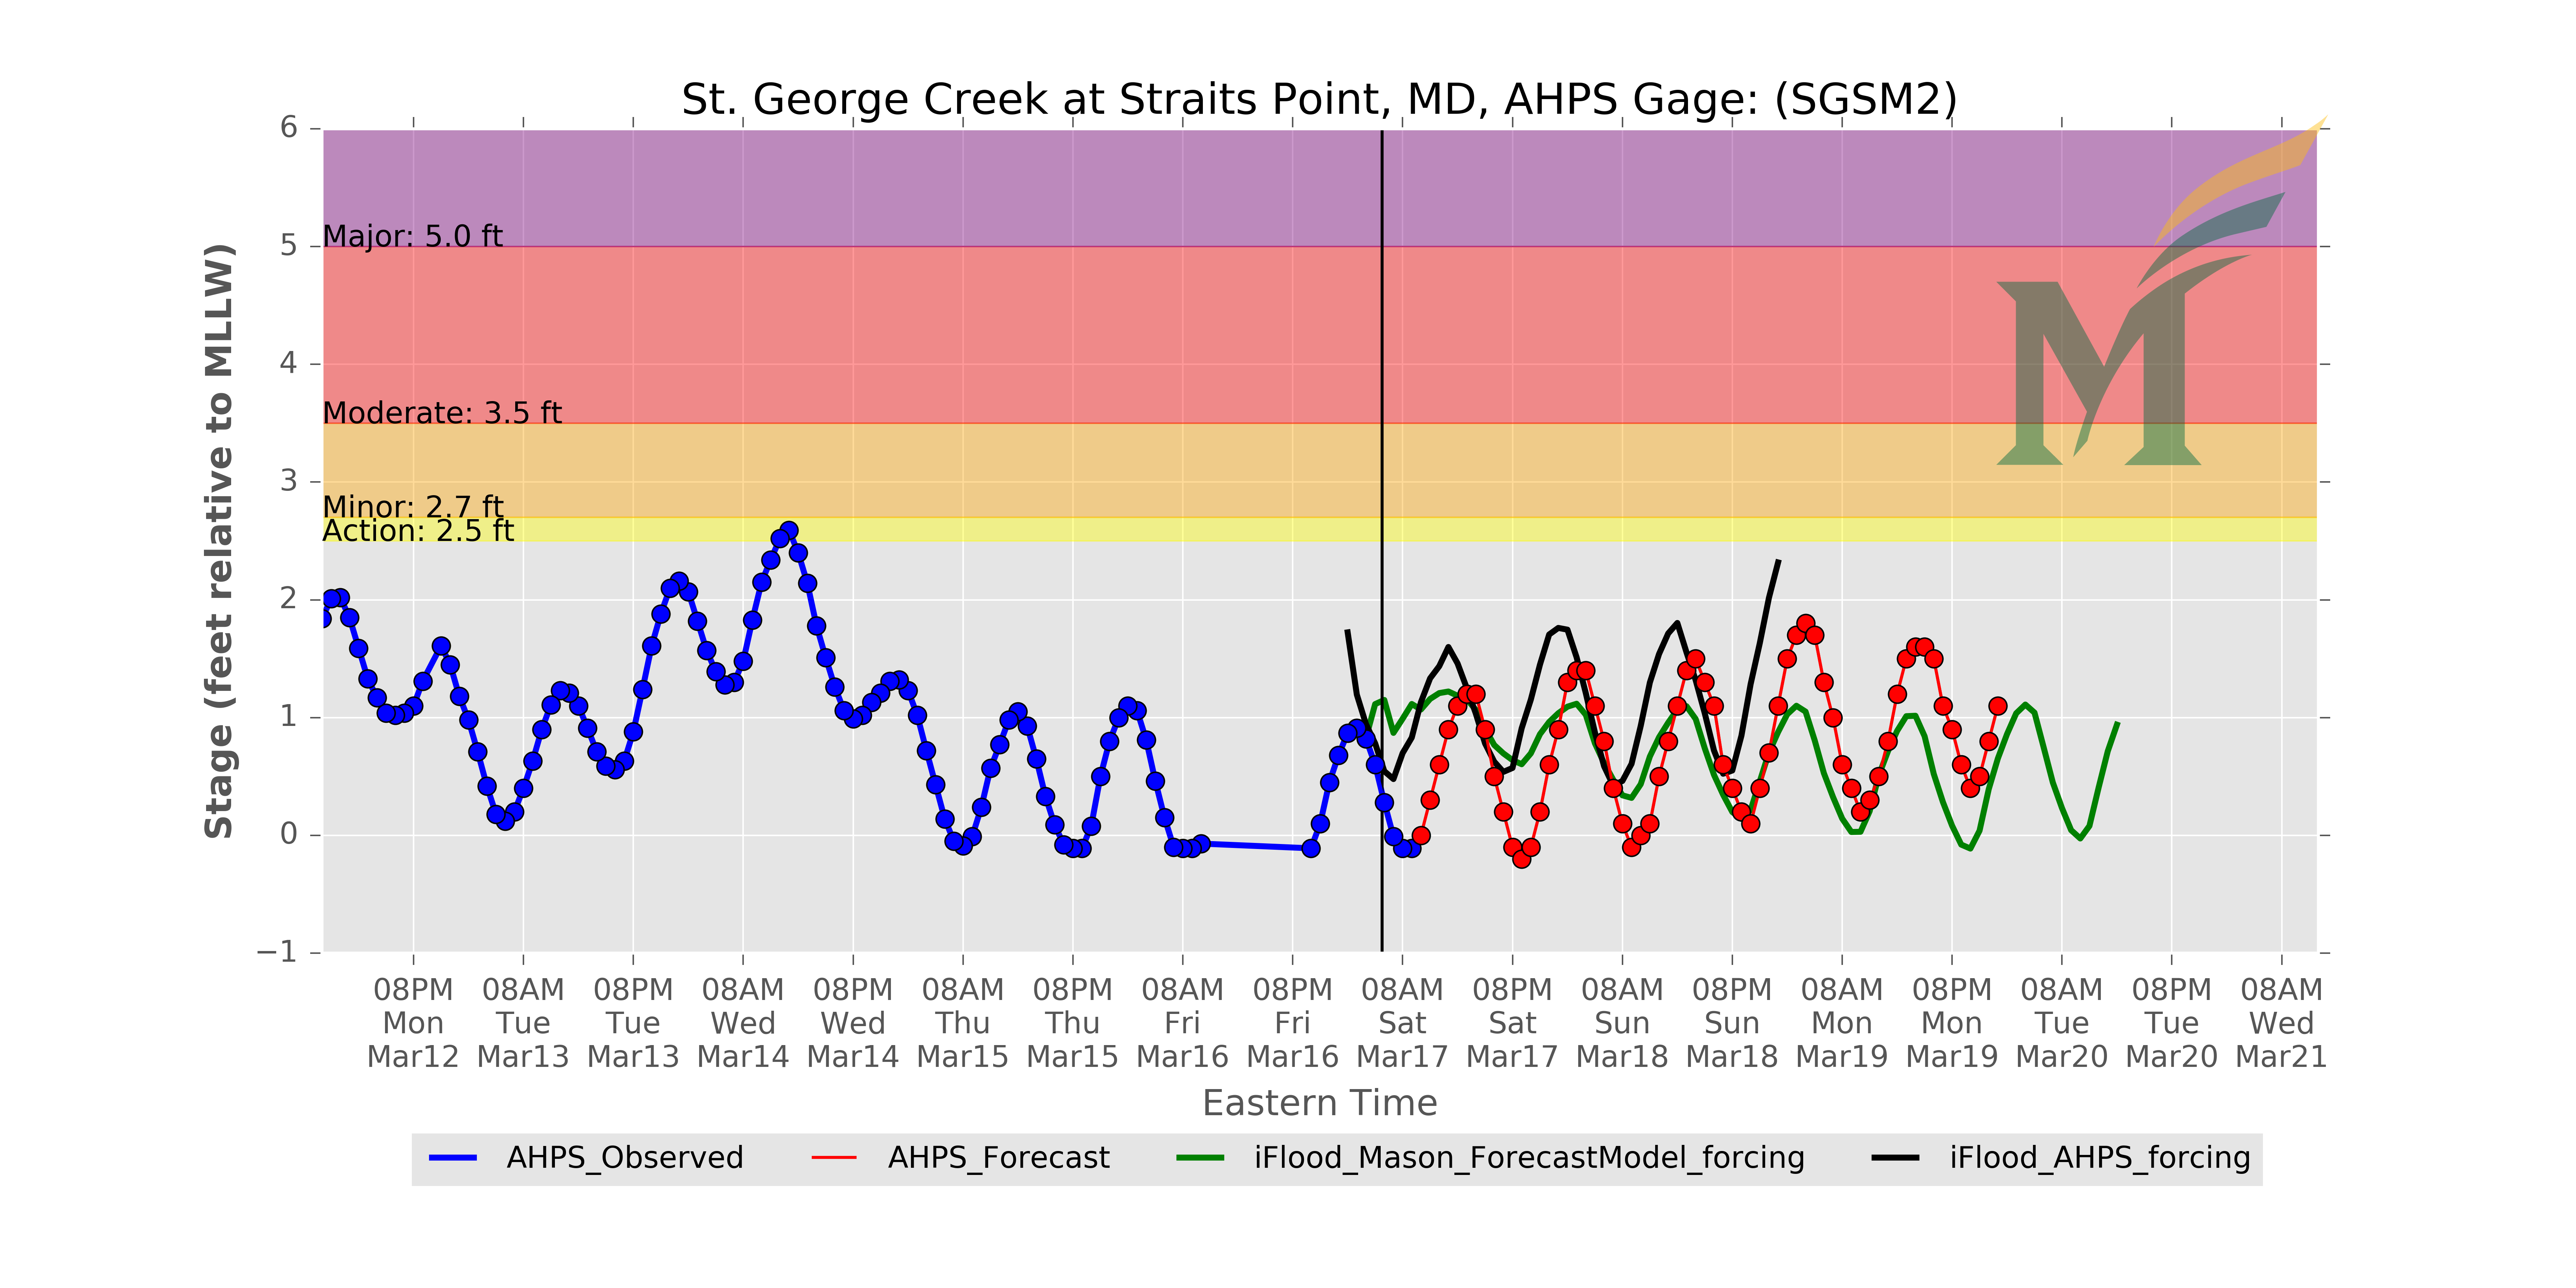 St. George Creek at Straits Point, MD, AHPS Gage: (SGSM2)
Stage (feet relative to MLLW)
6
5
4
3
2
1
0
−1
Major: 5.0 ft
Moderate: 3.5 ft
Minor: 2.7 ft
Action: 2.5 ft
M
08PM 08AM 08PM 08AM 08PM 08AM 08PM 08AM 08PM 08AM 08PM 08AM 08PM 08AM 08PM 08AM 08PM 08AM
Mon Tue Tue Wed Wed Thu Thu Fri Fri Sat Sat Sun Sun Mon Mon Tue Tue Wed
Mar12 Mar13 Mar13 Mar14 Mar14 Mar15 Mar15 Mar16 Mar16 Mar17 Mar17 Mar18 Mar18 Mar19 Mar19 Mar20 Mar20 Mar21
Eastern Time
AHPS_Observed AHPS_Forecast iFlood_Mason_ForecastModel_forcing iFlood_AHPS_forcing